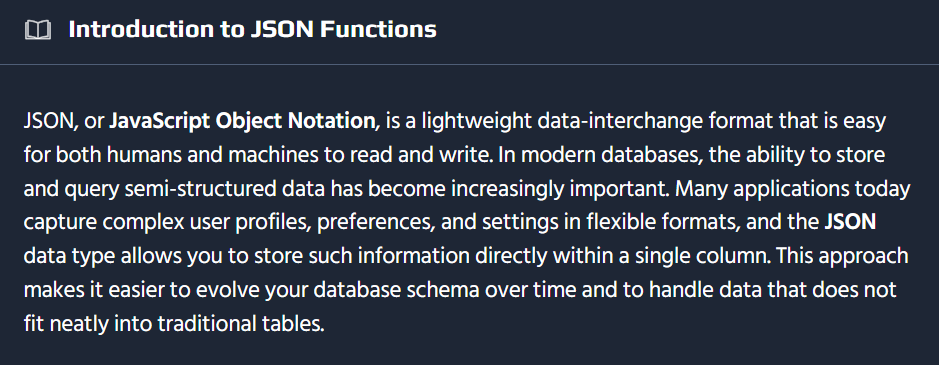 Introduction to JSON Functions
JSON, or JavaScript Object Notation, is a lightweight data-interchange format that is easy
for both humans and machines to read and write. In modern databases, the ability to store
and query semi-structured data has become increasingly important. Many applications today
capture complex user profiles, preferences, and settings in flexible formats, and the JSON
data type allows you to store such information directly within a single column. This approach
makes it easier to evolve your database schema over time and to handle data that does not
fit neatly into traditional tables.